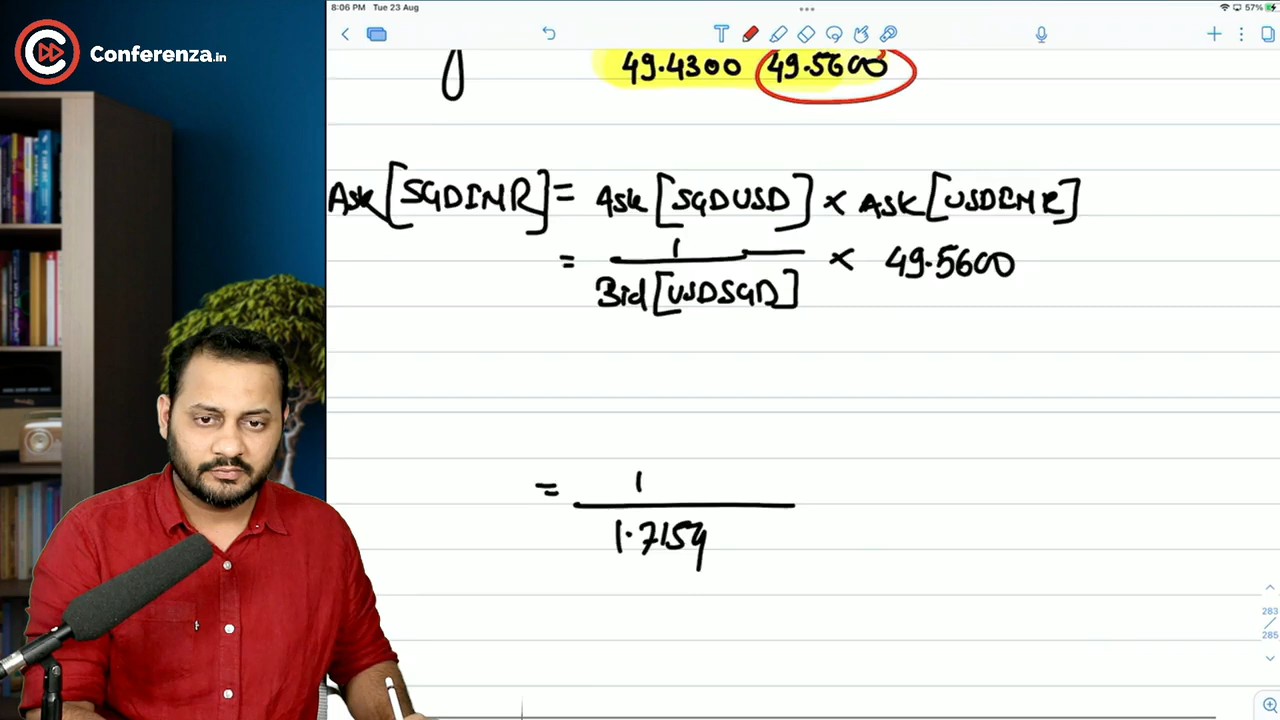 8:06 PM Tue 23 Aug
57%
Conferenza.in
49.4300 49.5600
Ask [SGDINR] = Ask [SGDUSD] × Ask [USDINR]
= 1 / Bid [USDSGD] × 49.5600
= 1 / 1.7159
283
285